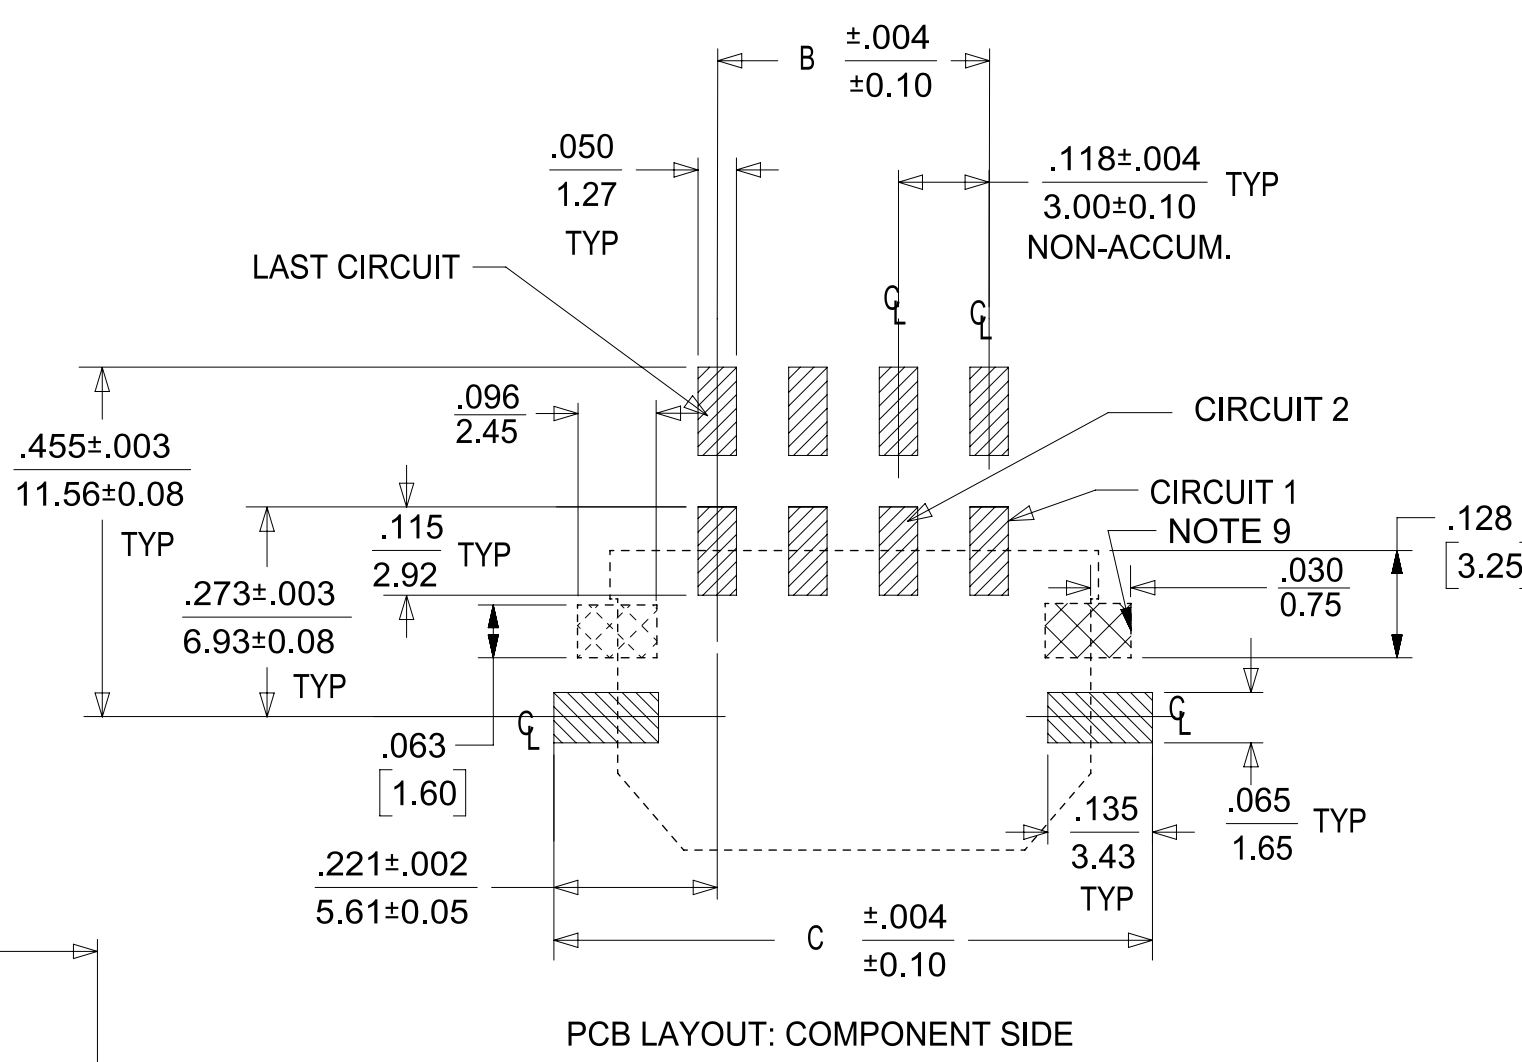 B
±.004
±0.10
.050
1.27
TYP
.118±.004
3.00±0.10
TYP
NON-ACCUM.
LAST CIRCUIT
CL
CL
.096
2.45
CIRCUIT 2
.455±.003
11.56±0.08
TYP
CIRCUIT 1
NOTE 9
.115
2.92
TYP
.128
[3.25]
.030
0.75
.273±.003
6.93±0.08
TYP
CL
CL
.063
[1.60]
.135
3.43
TYP
.065
1.65
TYP
.221±.002
5.61±0.05
C
±.004
±0.10
PCB LAYOUT: COMPONENT SIDE